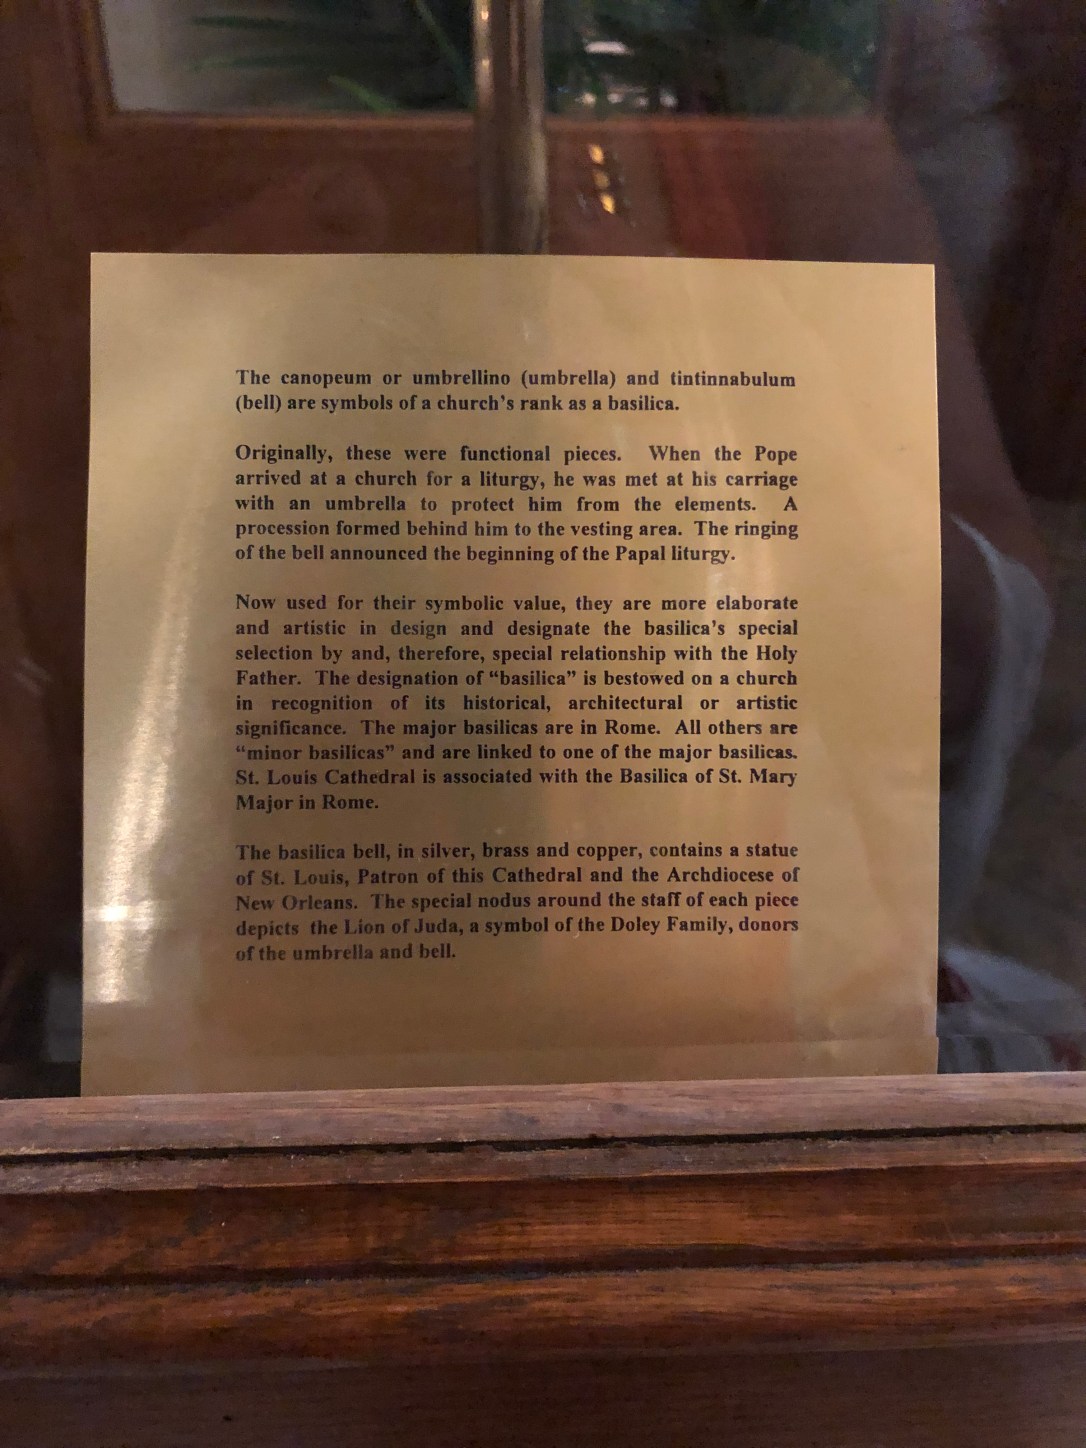 The canopeum or umbrellino (umbrella) and tintinnabulum
(bell) are symbols of a church's rank as a basilica.
Originally, these were functional pieces. When the Pope
arrived at a church for a liturgy, he was met at his carriage
with an umbrella to protect him from the elements. A
procession formed behind him to the vesting area. The ringing
of the bell announced the beginning of the Papal liturgy.
Now used for their symbolic value, they are more elaborate
and artistic in design and designate the basilica's special
selection by and, therefore, special relationship with the Holy
Father. The designation of “basilica” is bestowed on a church
in recognition of its historical, architectural or artistic
significance. The major basilicas are in Rome. All others are
“minor basilicas” and are linked to one of the major basilicas.
St. Louis Cathedral is associated with the Basilica of St. Mary
Major in Rome.
The basilica bell, in silver, brass and copper, contains a statue
of St. Louis, Patron of this Cathedral and the Archdiocese of
New Orleans. The special nodus around the staff of each piece
depicts the Lion of Juda, a symbol of the Doley Family, donors
of the umbrella and bell.